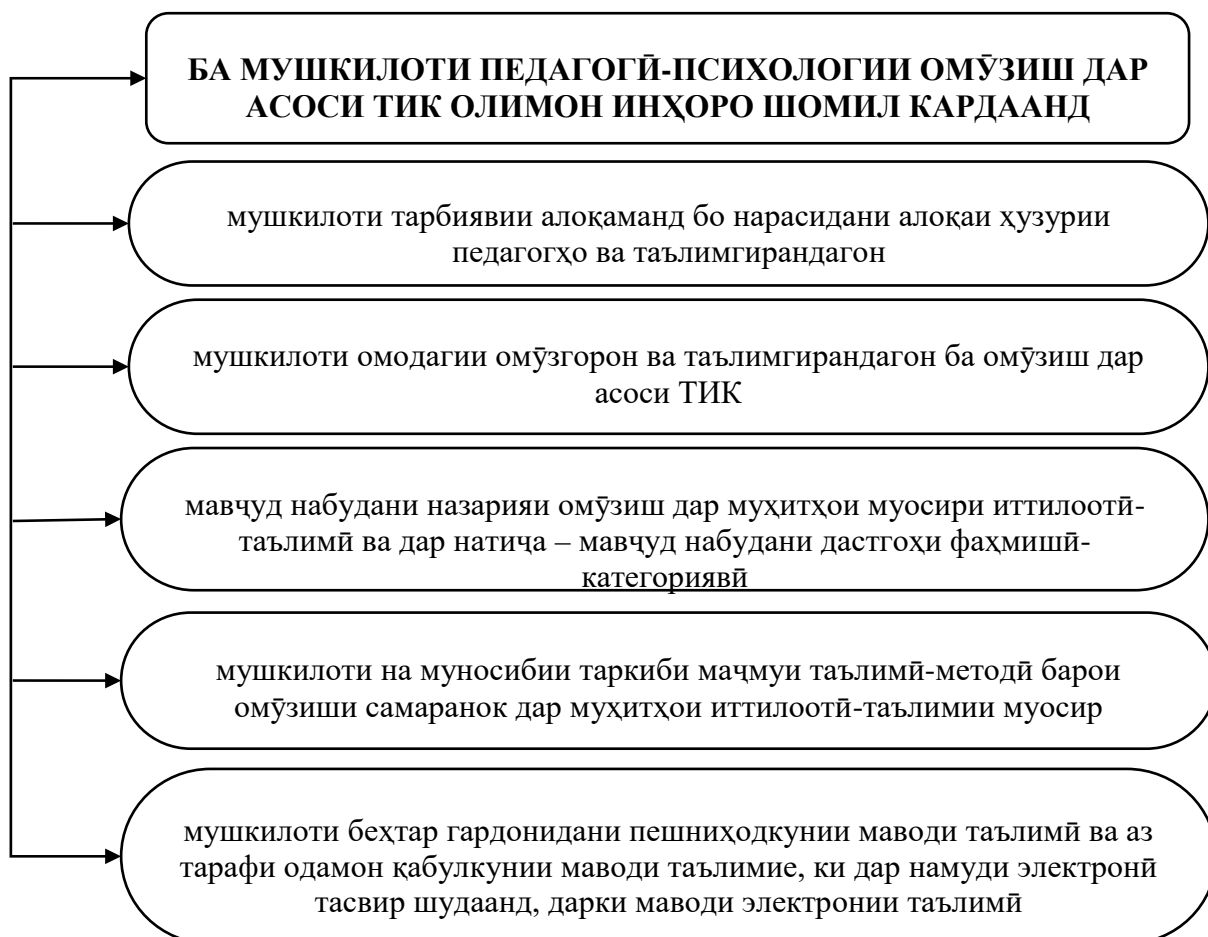 БА МУШКИЛОТИ ПЕДАГОГӢ-ПСИХОЛОГИИ ОМӮЗИШ ДАР
АСОСИ ТИК ОЛИМОН ИНҲОРО ШОМИЛ КАРДААНД
мушкилоти тарбиявии алоқаманд бо нарасидани алоқаи ҳузурии
педагогҳо ва таълимгирандагон
мушкилоти омодагии омӯзгорон ва таълимгирандагон ба омӯзиш дар
асоси ТИК
мавҷуд набудани назарияи омӯзиш дар муҳитҳои муосири иттилоотӣ-
таълимӣ ва дар натиҷа – мавҷуд набудани дастгоҳи фаҳмишӣ-
категориявӣ
мушкилоти на муносибии таркиби маҷмуи таълимӣ-методӣ барои
омӯзиши самаранок дар муҳитҳои иттилоотӣ-таълимии муосир
мушкилоти беҳтар гардонидани пешниҳодкунии маводи таълимӣ ва аз
тарафи одамон қабулкунии маводи таълимие, ки дар намуди электронӣ
тасвир шудаанд, дарки маводи электронии таълимӣ